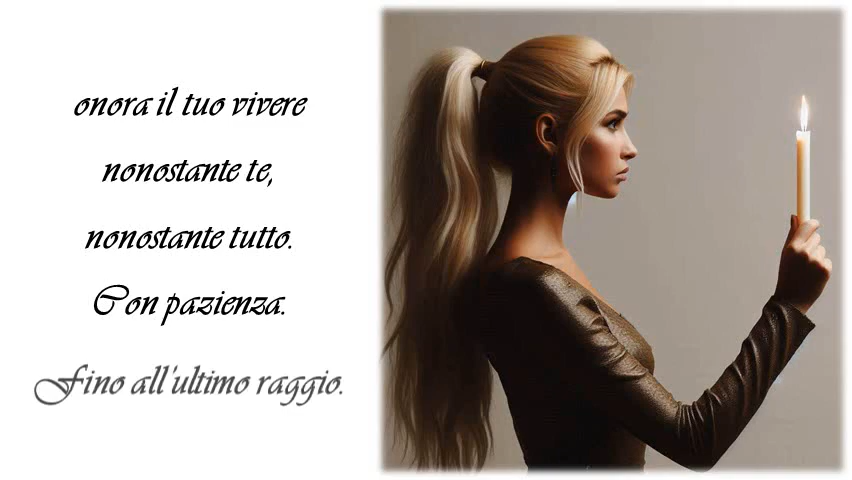 onora il tuo vivere
nonostante te,
nonostante tutto.
Con pazienza.
Fino all'ultimo raggio.